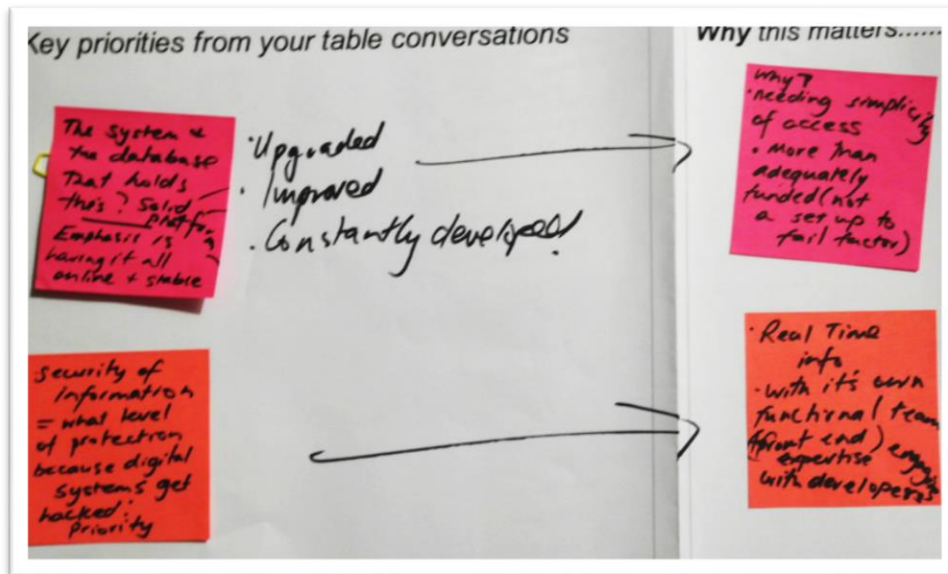 Key priorities from your table conversations
Why this matters......
The system &
the database
That holds
this? Solid
platform
Emphasis is
having it all
online + stable
· Upgraded
· Improved
· Constantly developed!
why?
· needing simplicity
of access
· More than
adequately
funded (not
a set up to
fail factor)
security of
information
= what level
of protection
because digital
systems get
hacked:
Priority
· Real Time
info
· with it's own
functional team
(front end)
expertise engaging
with developers